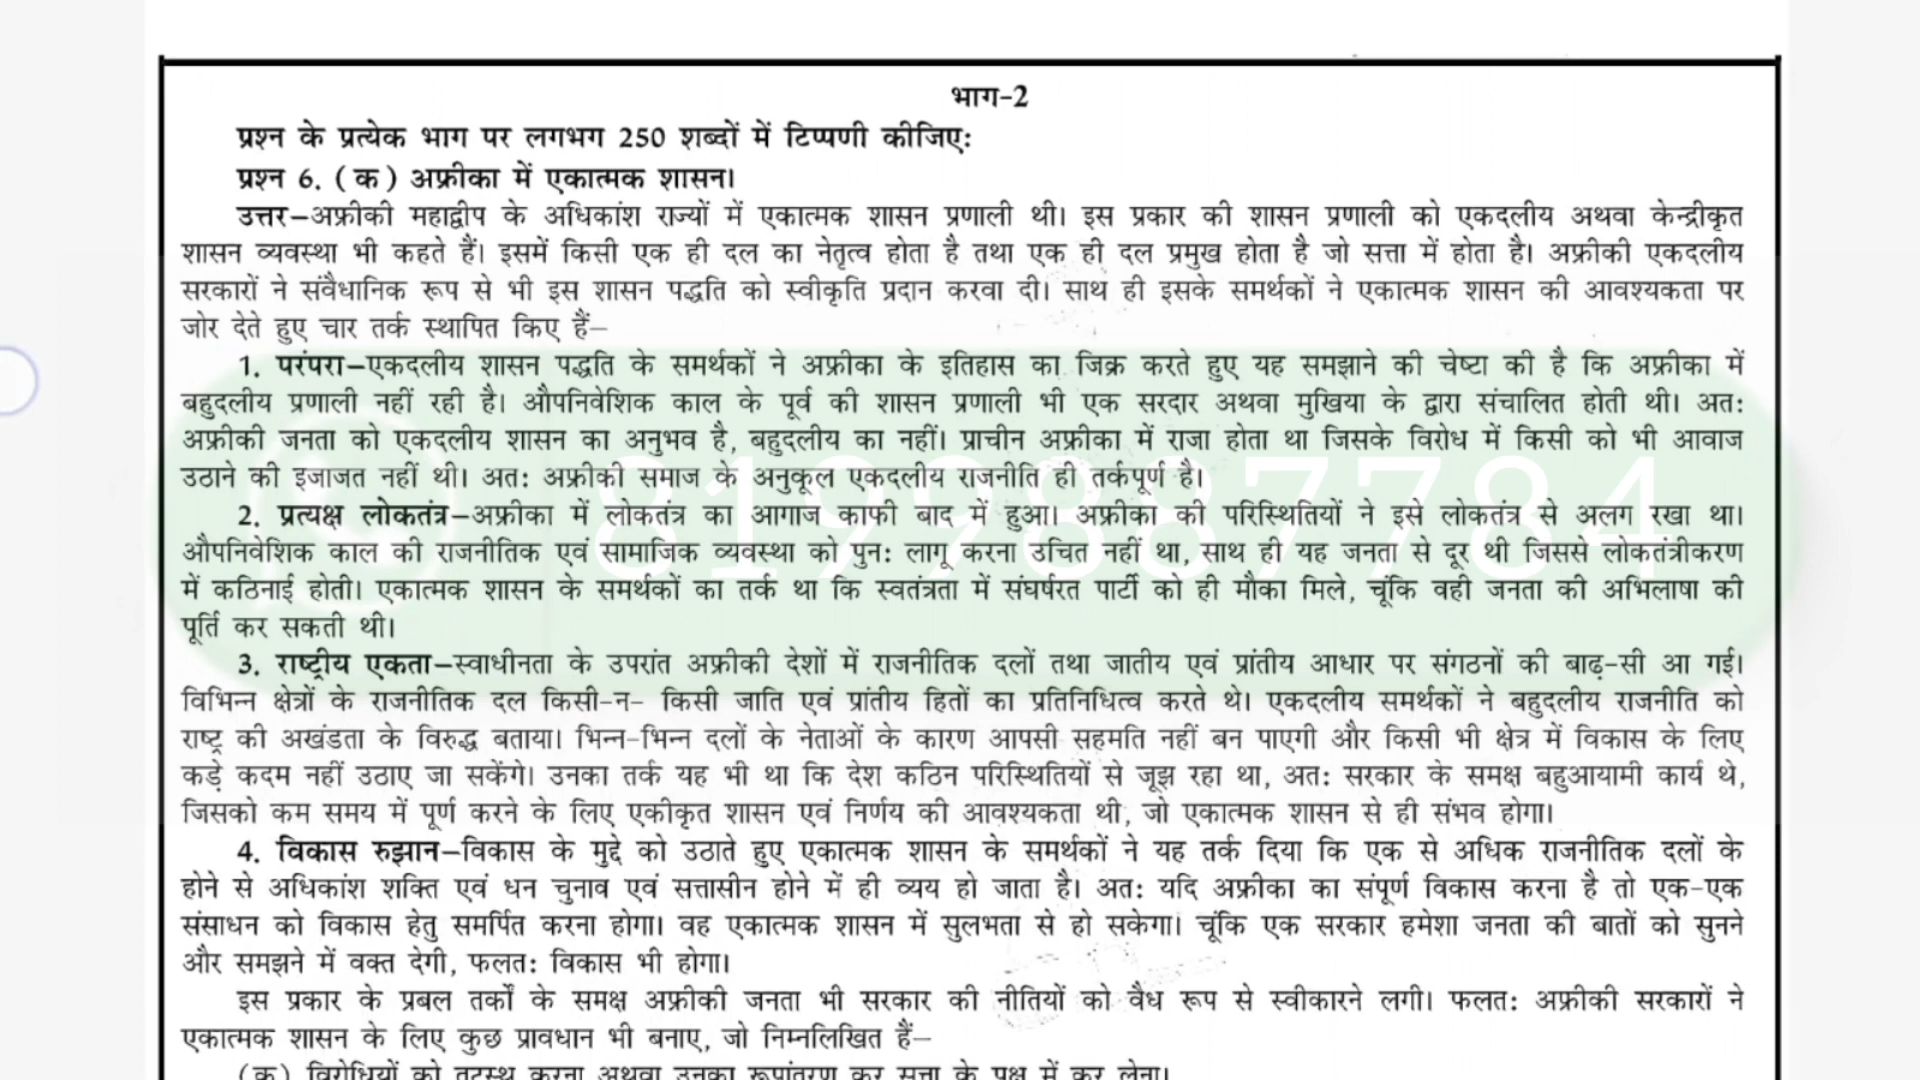 भाग-2
प्रश्न के प्रत्येक भाग पर लगभग 250 शब्दों में टिप्पणी कीजिए:
प्रश्न 6. (क) अफ्रीका में एकात्मक शासन।
उत्तर–अफ्रीकी महाद्वीप के अधिकांश राज्यों में एकात्मक शासन प्रणाली थी। इस प्रकार की शासन प्रणाली को एकदलीय अथवा केन्द्रीकृत
शासन व्यवस्था भी कहते हैं। इसमें किसी एक ही दल का नेतृत्व होता है तथा एक ही दल प्रमुख होता है जो सत्ता में होता है। अफ्रीकी एकदलीय
सरकारों ने संवैधानिक रूप से भी इस शासन पद्धति को स्वीकृति प्रदान करवा दी। साथ ही इसके समर्थकों ने एकात्मक शासन की आवश्यकता पर
जोर देते हुए चार तर्क स्थापित किए हैं–
1. परंपरा–एकदलीय शासन पद्धति के समर्थकों ने अफ्रीका के इतिहास का जिक्र करते हुए यह समझाने की चेष्टा की है कि अफ्रीका में
बहुदलीय प्रणाली नहीं रही है। औपनिवेशिक काल के पूर्व की शासन प्रणाली भी एक सरदार अथवा मुखिया के द्वारा संचालित होती थी। अत:
अफ्रीकी जनता को एकदलीय शासन का अनुभव है, बहुदलीय का नहीं। प्राचीन अफ्रीका में राजा होता था जिसके विरोध में किसी को भी आवाज
उठाने की इजाजत नहीं थी। अत: अफ्रीकी समाज के अनुकूल एकदलीय राजनीति ही तर्कपूर्ण है।
8199887784
2. प्रत्यक्ष लोकतंत्र–अफ्रीका में लोकतंत्र का आगाज काफी बाद में हुआ। अफ्रीका की परिस्थितियों ने इसे लोकतंत्र से अलग रखा था।
औपनिवेशिक काल की राजनीतिक एवं सामाजिक व्यवस्था को पुन: लागू करना उचित नहीं था, साथ ही यह जनता से दूर थी जिससे लोकतंत्रीकरण
में कठिनाई होती। एकात्मक शासन के समर्थकों का तर्क था कि स्वतंत्रता में संघर्षरत पार्टी को ही मौका मिले, चूंकि वही जनता की अभिलाषा की
पूर्ति कर सकती थी।
3. राष्ट्रीय एकता–स्वाधीनता के उपरांत अफ्रीकी देशों में राजनीतिक दलों तथा जातीय एवं प्रांतीय आधार पर संगठनों की बाढ़-सी आ गई।
विभिन्न क्षेत्रों के राजनीतिक दल किसी-न- किसी जाति एवं प्रांतीय हितों का प्रतिनिधित्व करते थे। एकदलीय समर्थकों ने बहुदलीय राजनीति को
राष्ट्र की अखंडता के विरुद्ध बताया। भिन्न-भिन्न दलों के नेताओं के कारण आपसी सहमति नहीं बन पाएगी और किसी भी क्षेत्र में विकास के लिए
कड़े कदम नहीं उठाए जा सकेंगे। उनका तर्क यह भी था कि देश कठिन परिस्थितियों से जूझ रहा था, अत: सरकार के समक्ष बहुआयामी कार्य थे,
जिसको कम समय में पूर्ण करने के लिए एकीकृत शासन एवं निर्णय की आवश्यकता थी, जो एकात्मक शासन से ही संभव होगा।
4. विकास रुझान–विकास के मुद्दे को उठाते हुए एकात्मक शासन के समर्थकों ने यह तर्क दिया कि एक से अधिक राजनीतिक दलों के
होने से अधिकांश शक्ति एवं धन चुनाव एवं सत्तासीन होने में ही व्यय हो जाता है। अत: यदि अफ्रीका का संपूर्ण विकास करना है तो एक-एक
संसाधन को विकास हेतु समर्पित करना होगा। वह एकात्मक शासन में सुलभता से हो सकेगा। चूंकि एक सरकार हमेशा जनता की बातों को सुनने
और समझने में वक्त देगी, फलत: विकास भी होगा।
इस प्रकार के प्रबल तर्कों के समक्ष अफ्रीकी जनता भी सरकार की नीतियों को वैध रूप से स्वीकारने लगी। फलत: अफ्रीकी सरकारों ने
एकात्मक शासन के लिए कुछ प्रावधान भी बनाए, जो निम्नलिखित हैं–
(क) विरोधियों को तटस्थ करना अथवा उनका रूपांतरण कर सत्ता के पक्ष में कर लेना।